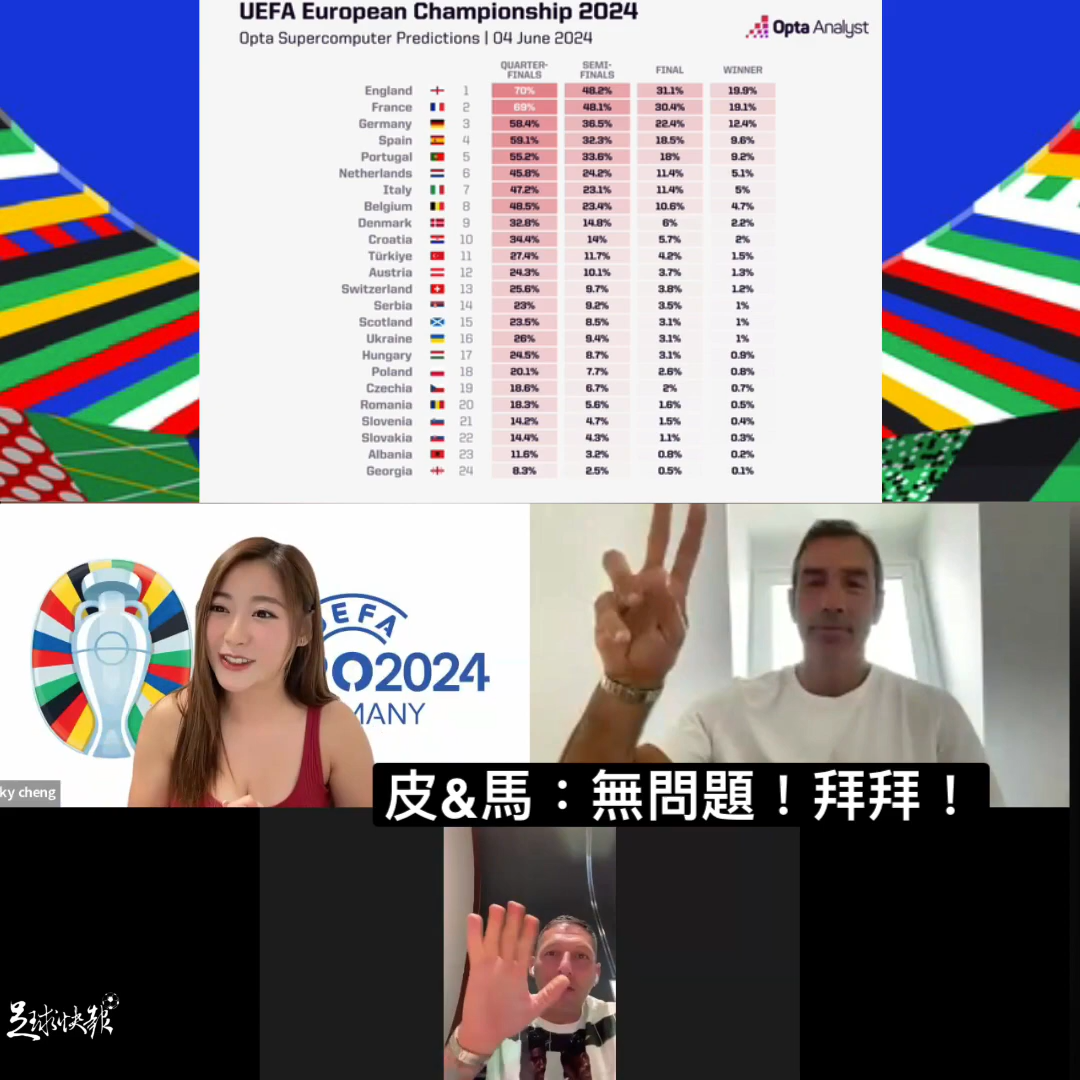 UEFA European Championship 2024
Opta Supercomputer Predictions | 04 June 2024
Opta Analyst
QUARTER-FINALS SEMI-FINALS FINAL WINNER
England 1 70% 48.2% 31.1% 19.9%
France 2 69% 48.1% 30.4% 19.1%
Germany 3 58.4% 36.5% 22.4% 12.4%
Spain 4 59.1% 32.3% 18.5% 9.6%
Portugal 5 55.2% 33.6% 18% 9.2%
Netherlands 6 45.8% 24.2% 11.4% 5.1%
Italy 7 47.2% 23.1% 11.4% 5%
Belgium 8 48.5% 23.4% 10.6% 4.7%
Denmark 9 32.8% 14.8% 6% 2.2%
Croatia 10 34.4% 14% 5.7% 2%
Türkiye 11 27.4% 11.7% 4.2% 1.5%
Austria 12 24.3% 10.1% 3.7% 1.3%
Switzerland 13 25.6% 9.7% 3.8% 1.2%
Serbia 14 23% 9.2% 3.5% 1%
Scotland 15 23.5% 8.5% 3.1% 1%
Ukraine 16 26% 9.4% 3.1% 1%
Hungary 17 24.5% 8.7% 3.1% 0.9%
Poland 18 20.1% 7.7% 2.6% 0.8%
Czechia 19 18.6% 6.7% 2% 0.7%
Romania 20 18.3% 5.6% 1.6% 0.5%
Slovenia 21 14.2% 4.7% 1.5% 0.4%
Slovakia 22 14.4% 4.3% 1.1% 0.3%
Albania 23 11.6% 3.2% 0.8% 0.2%
Georgia 24 8.3% 2.5% 0.5% 0.1%
UEFA
RO2024
MANY
ky cheng
皮&馬：無問題！拜拜！
足球快報